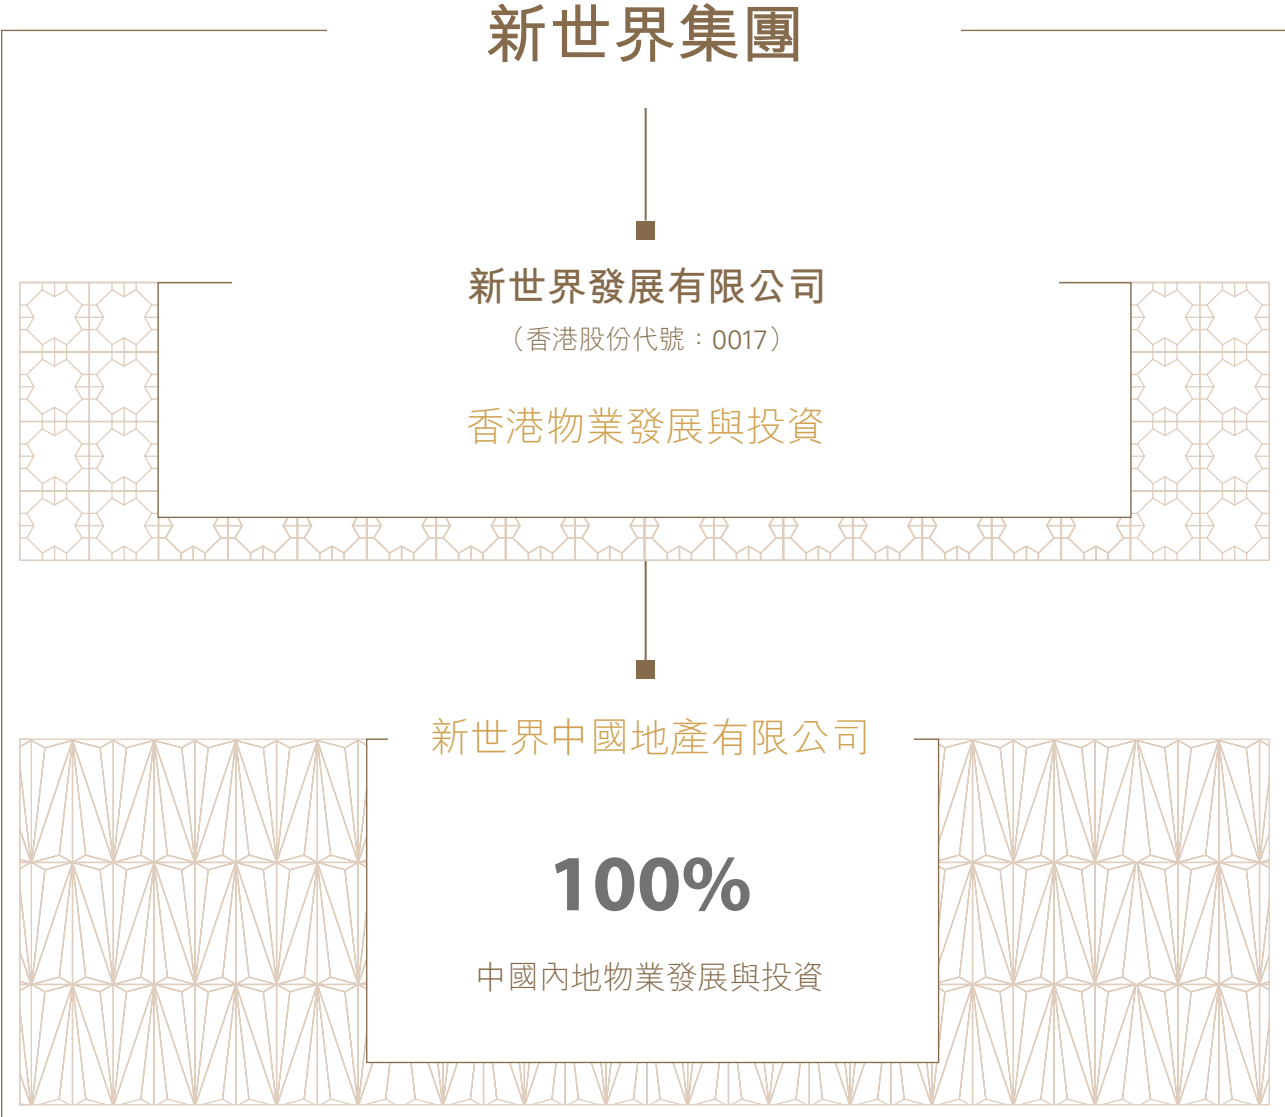 新世界集團
新世界發展有限公司
（香港股份代號：0017）
香港物業發展與投資
新世界中國地產有限公司
100%
中國內地物業發展與投資